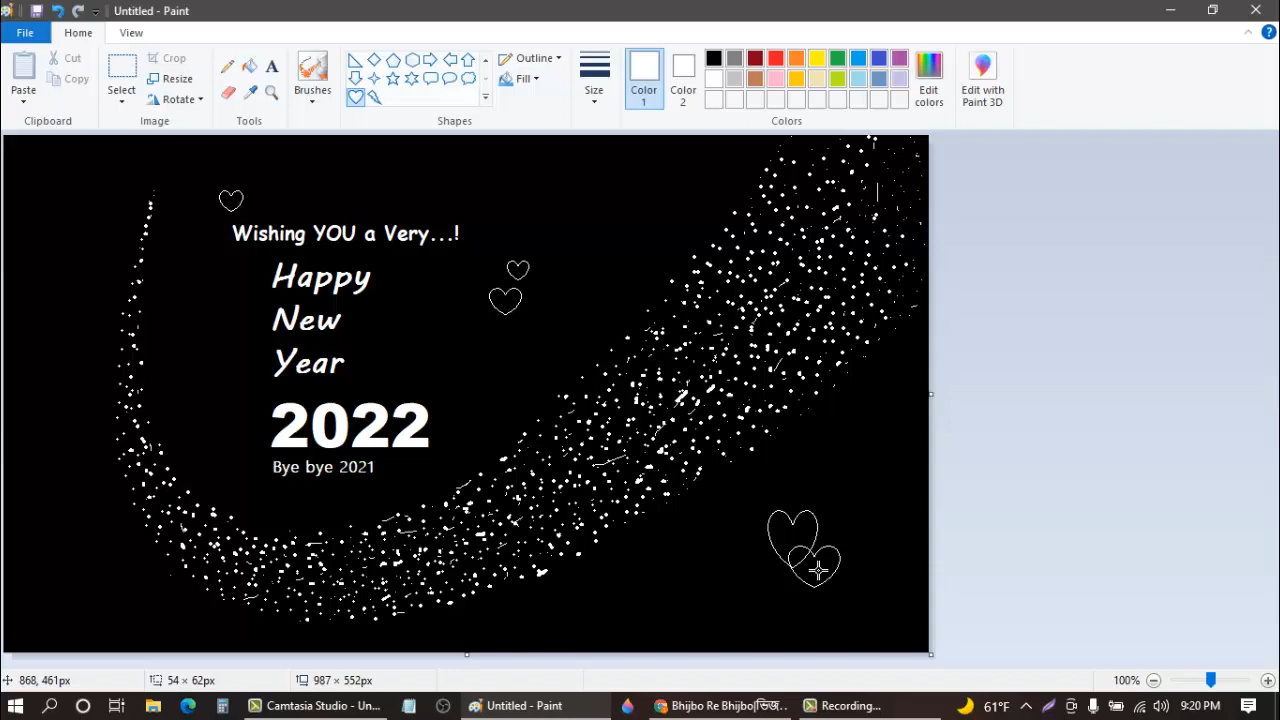 Untitled - Paint
File
Home
View
Paste
Cut
Copy
Clipboard
Select
Crop
Resize
Rotate
Image
Tools
Brushes
Outline
Fill
Shapes
Size
Color 1
Color 2
Edit colors
Colors
Edit with Paint 3D
Wishing YOU a Very...!
Happy
New
Year
2022
Bye bye 2021
868, 461px
54 × 62px
987 × 552px
100%
Camtasia Studio - Un...
Untitled - Paint
Bhijbo Re Bhijbo
Recording...
61°F
9:20 PM